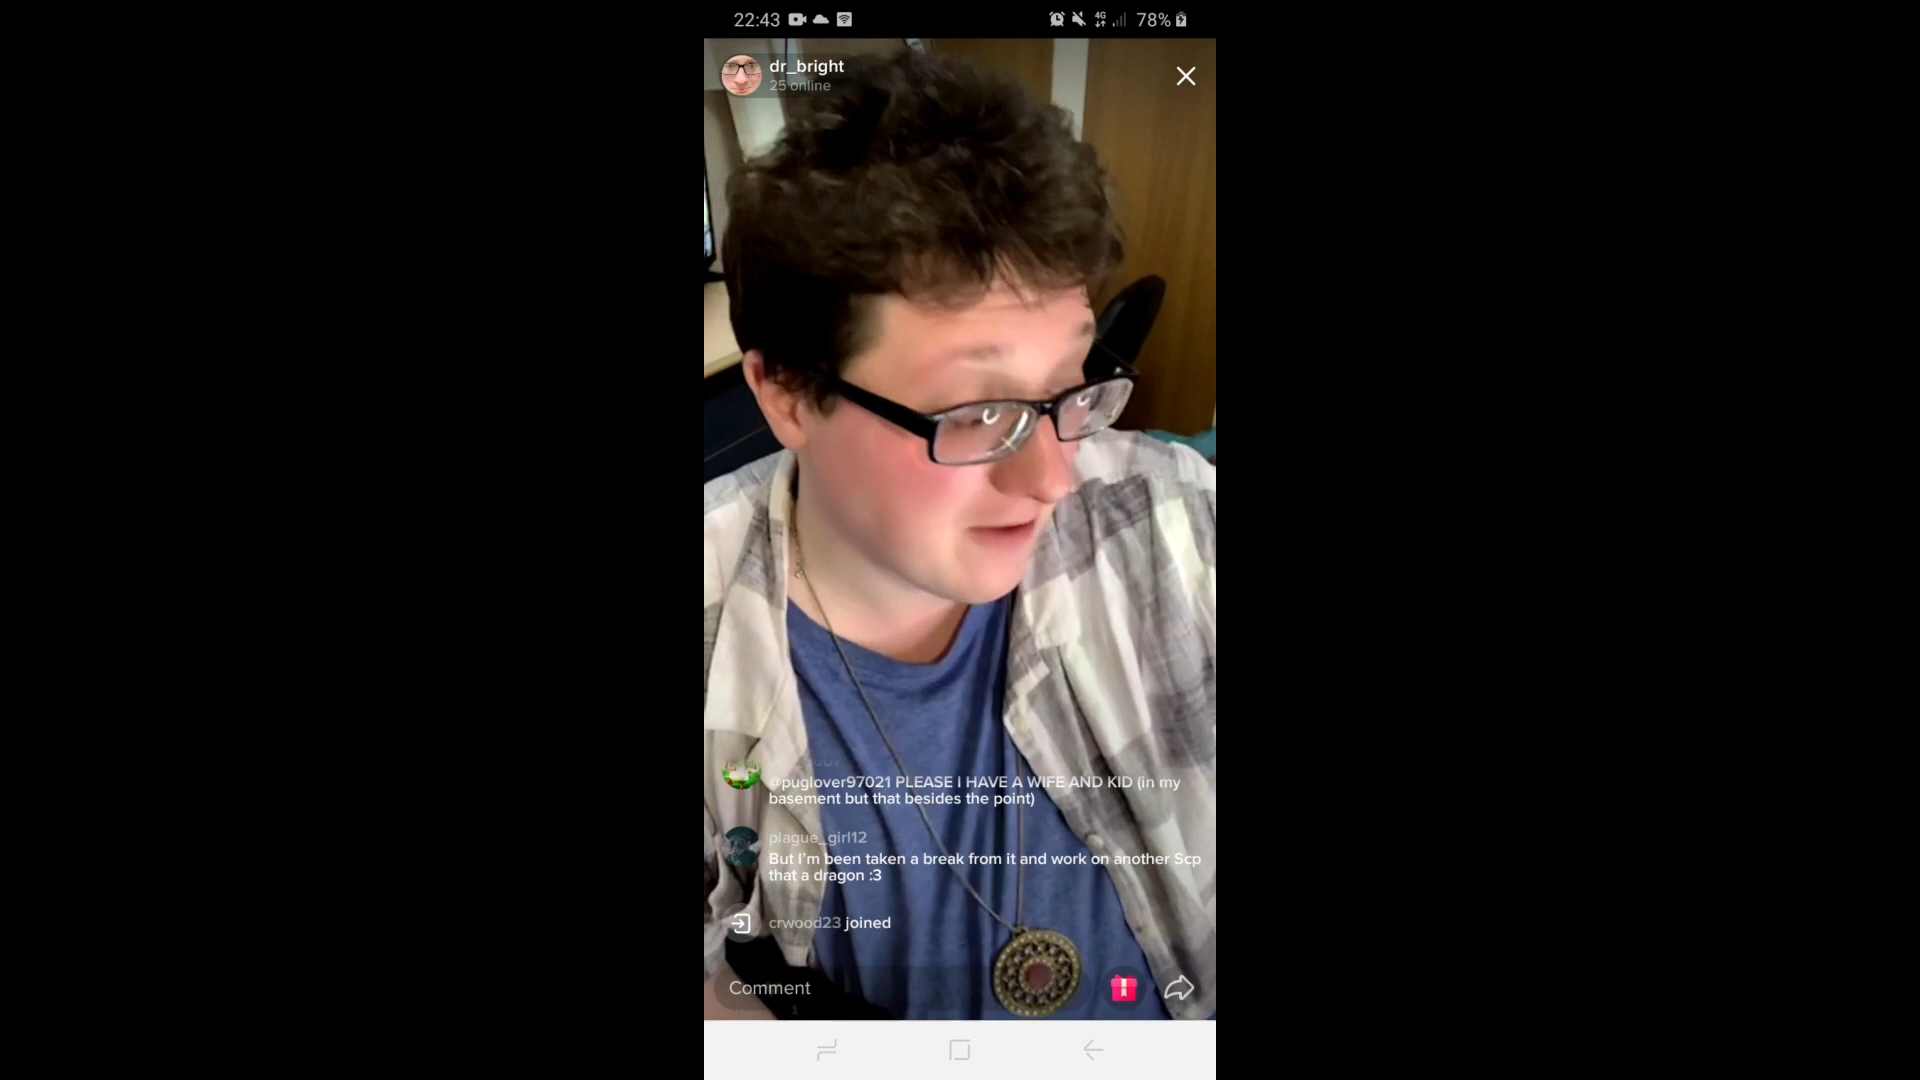 22:43 4G 78%
dr_bright
25 online
@puglover97021 PLEASE I HAVE A WIFE AND KID (in my
basement but that besides the point)
plague_girl12
But I'm been taken a break from it and work on another Scp
that a dragon :3
crwood23 joined
Comment